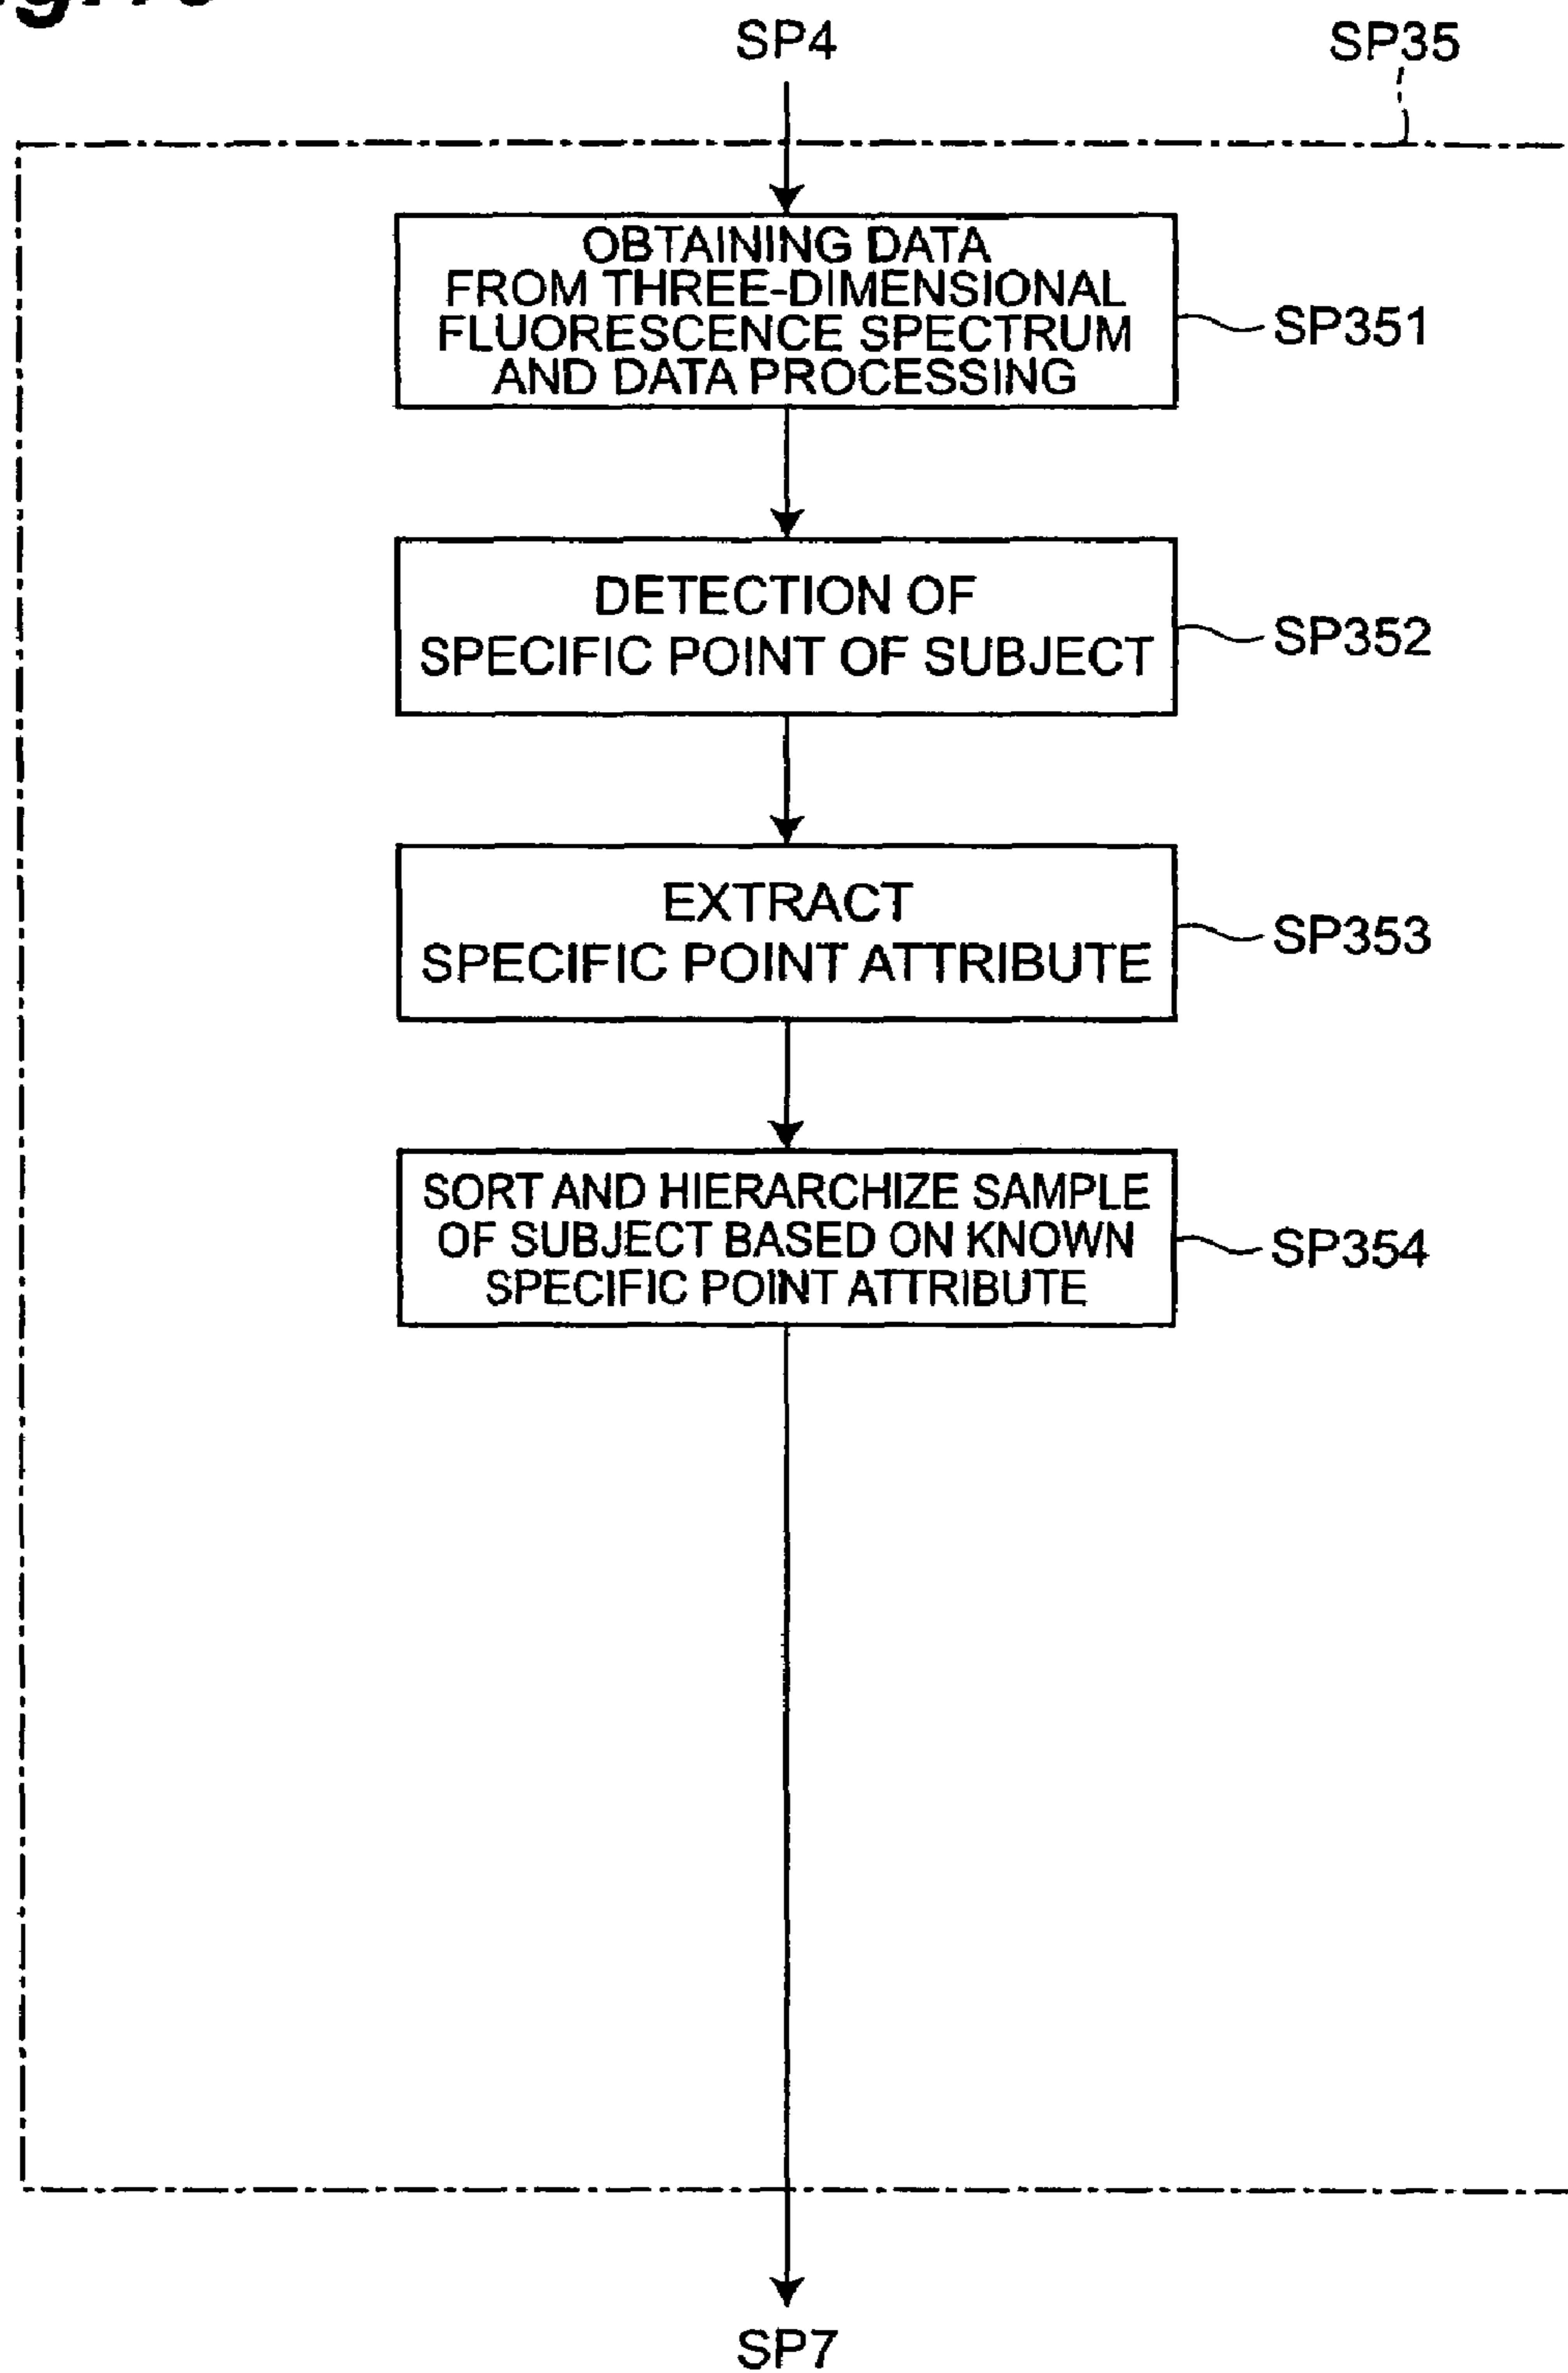 SP4
SP35
OBTAINING DATA
FROM THREE-DIMENSIONAL
FLUORESCENCE SPECTRUM
AND DATA PROCESSING
SP351
DETECTION OF
SPECIFIC POINT OF SUBJECT
SP352
EXTRACT
SPECIFIC POINT ATTRIBUTE
SP353
SORT AND HIERARCHIZE SAMPLE
OF SUBJECT BASED ON KNOWN
SPECIFIC POINT ATTRIBUTE
SP354
SP7